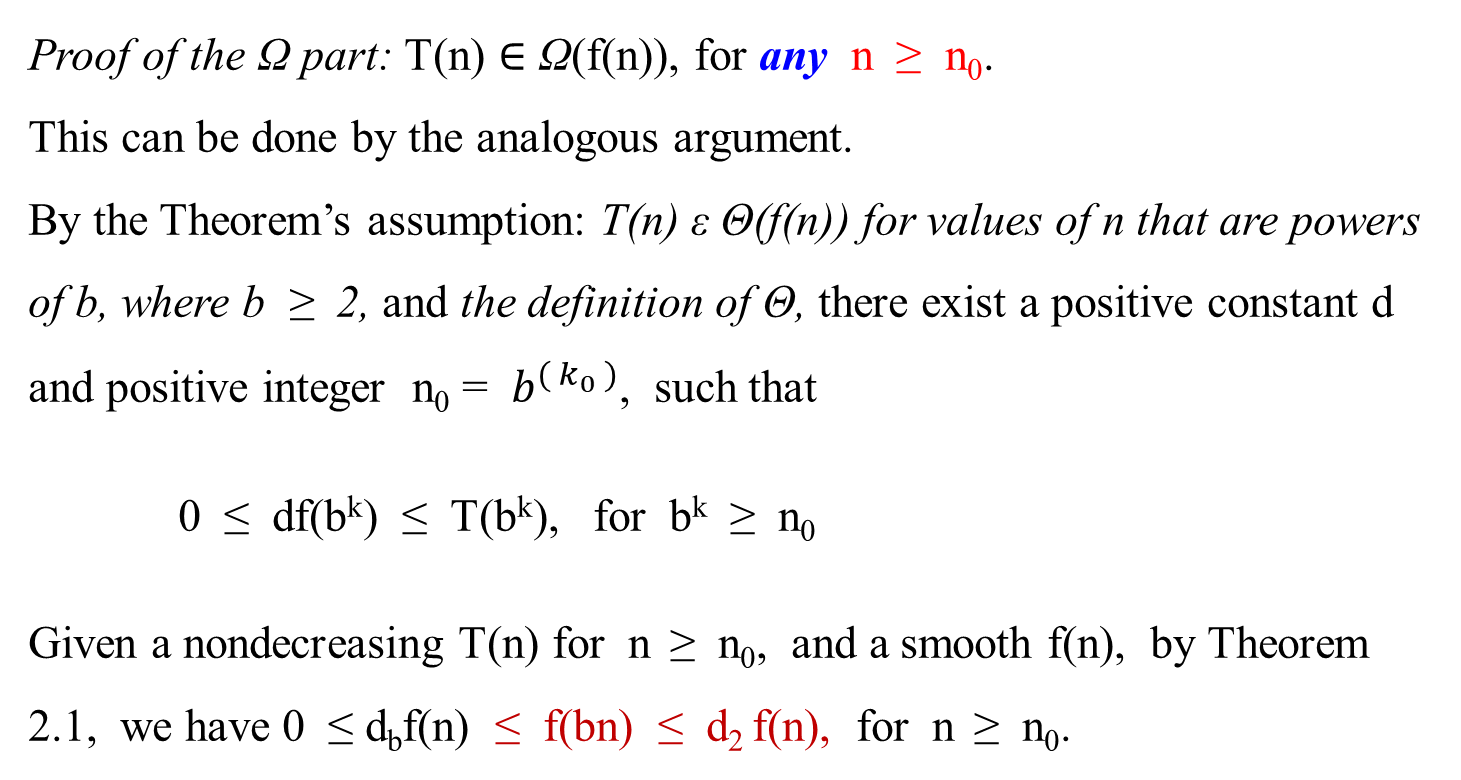 Proof of the Ω part: T(n) ∈ Ω(f(n)), for any n ≥ n₀.
This can be done by the analogous argument.
By the Theorem’s assumption: T(n) ε Θ(f(n)) for values of n that are powers
of b, where b ≥ 2, and the definition of Θ, there exist a positive constant d
and positive integer n₀ = b^(k₀), such that
0 ≤ df(bᵏ) ≤ T(bᵏ), for bᵏ ≥ n₀
Given a nondecreasing T(n) for n ≥ n₀, and a smooth f(n), by Theorem
2.1, we have 0 ≤ d_bf(n) ≤ f(bn) ≤ d₂ f(n), for n ≥ n₀.